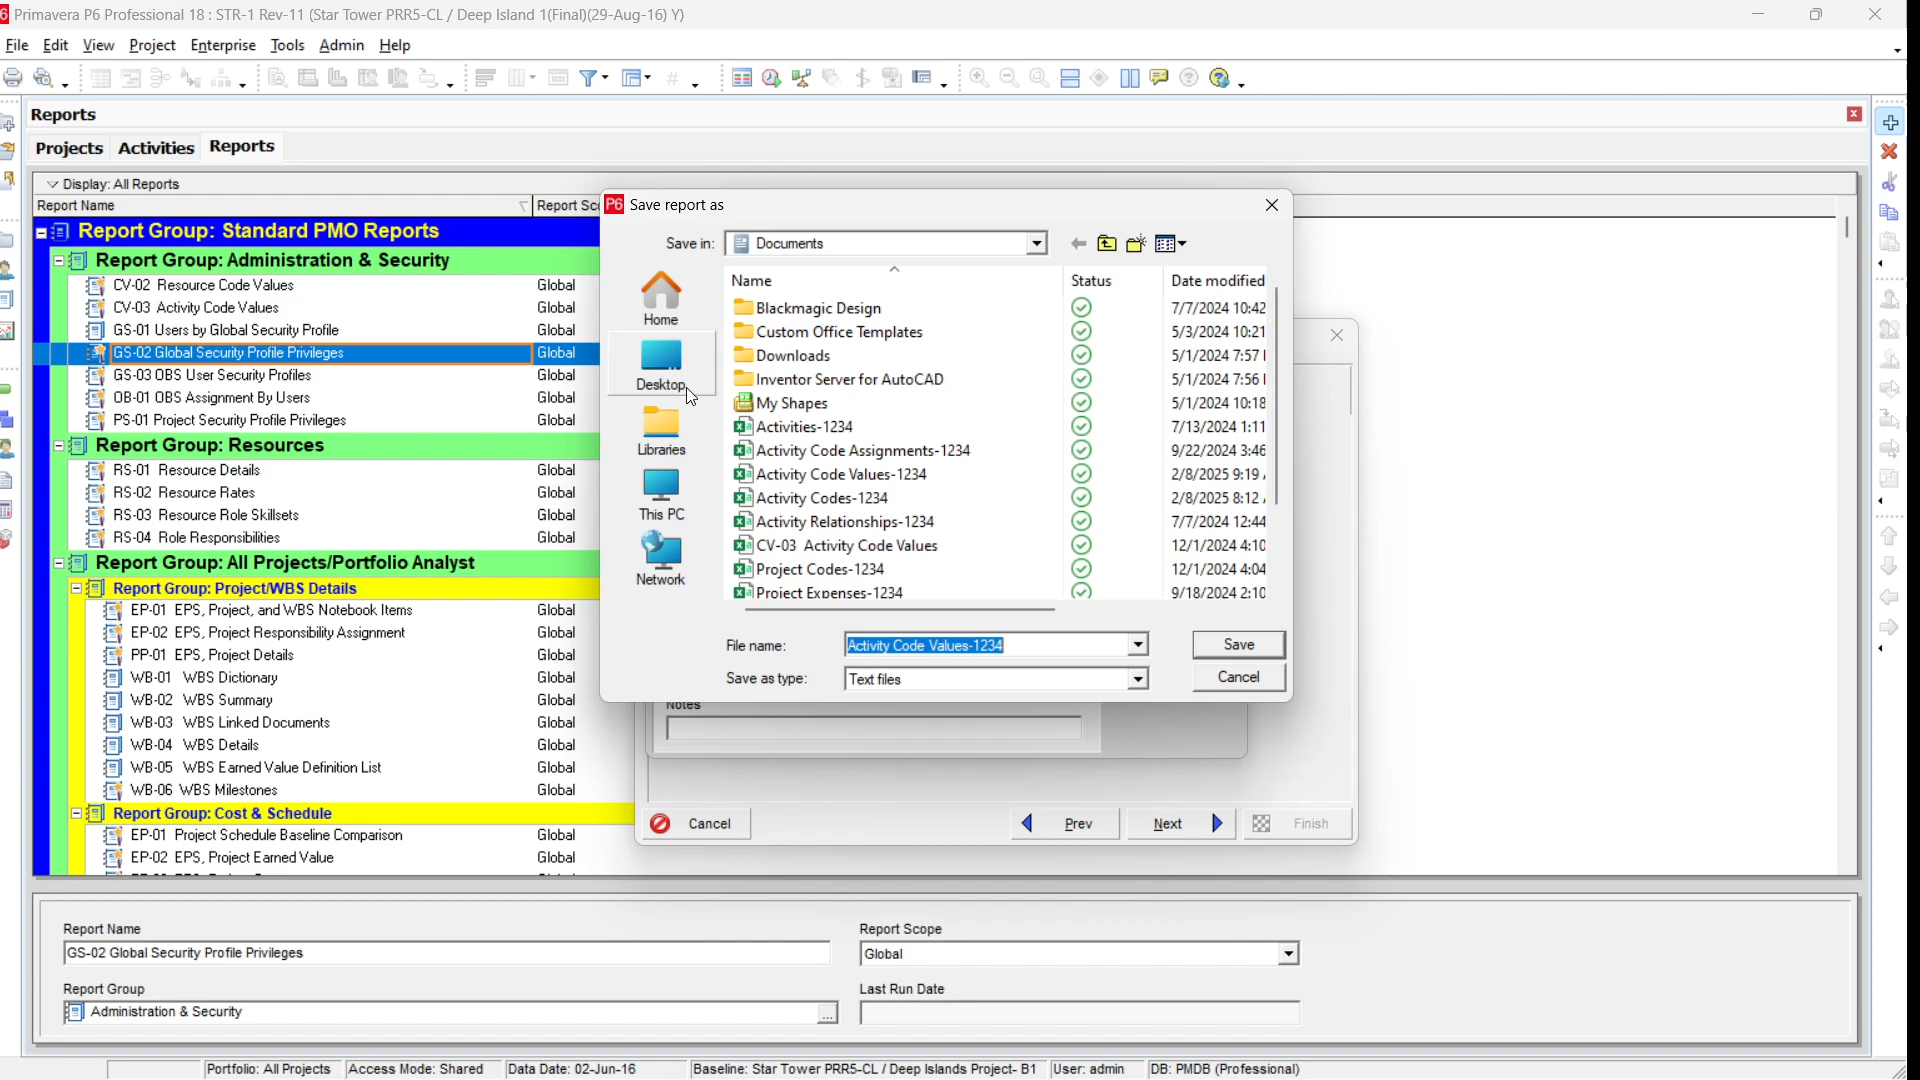 Primavera P6 Professional 18 : STR-1 Rev-11 (Star Tower PRR5-CL / Deep Island 1(Final)(29-Aug-16) Y)
File Edit View Project Enterprise Tools Admin Help
Reports
Projects Activities Reports
Display: All Reports
Report Name Report Sc
Report Group: Standard PMO Reports
Report Group: Administration & Security
CV-02 Resource Code Values Global
CV-03 Activity Code Values Global
GS-01 Users by Global Security Profile Global
GS-02 Global Security Profile Privileges Global
GS-03 OBS User Security Profiles Global
OB-01 OBS Assignment By Users Global
PS-01 Project Security Profile Privileges Global
Report Group: Resources
RS-01 Resource Details Global
RS-02 Resource Rates Global
RS-03 Resource Role Skillsets Global
RS-04 Role Responsibilities Global
Report Group: All Projects/Portfolio Analyst
Report Group: Project/WBS Details
EP-01 EPS, Project, and WBS Notebook Items Global
EP-02 EPS, Project Responsibility Assignment Global
PP-01 EPS, Project Details Global
WB-01 WBS Dictionary Global
WB-02 WBS Summary Global
WB-03 WBS Linked Documents Global
WB-04 WBS Details Global
WB-05 WBS Earned Value Definition List Global
WB-06 WBS Milestones Global
Report Group: Cost & Schedule
EP-01 Project Schedule Baseline Comparison Global
EP-02 EPS, Project Earned Value Global
P6 Save report as
Save in: Documents
Home
Desktop
Libraries
This PC
Network
Name Status Date modified
Blackmagic Design 7/7/2024 10:42
Custom Office Templates 5/3/2024 10:21
Downloads 5/1/2024 7:57
Inventor Server for AutoCAD 5/1/2024 7:56
My Shapes 5/1/2024 10:18
Activities-1234 7/13/2024 1:11
Activity Code Assignments-1234 9/22/2024 3:46
Activity Code Values-1234 2/8/2025 9:19
Activity Codes-1234 2/8/2025 8:12
Activity Relationships-1234 7/7/2024 12:44
CV-03 Activity Code Values 12/1/2024 4:10
Project Codes-1234 12/1/2024 4:04
Project Expenses-1234 9/18/2024 2:10
File name: Activity Code Values-1234 Save
Save as type: Text files Cancel
Notes
Cancel Prev Next Finish
Report Name Report Scope
GS-02 Global Security Profile Privileges Global
Report Group Last Run Date
Administration & Security ...
Portfolio: All Projects Access Mode: Shared Data Date: 02-Jun-16 Baseline: Star Tower PRR5-CL / Deep Islands Project- B1 User: admin DB: PMDB (Professional)